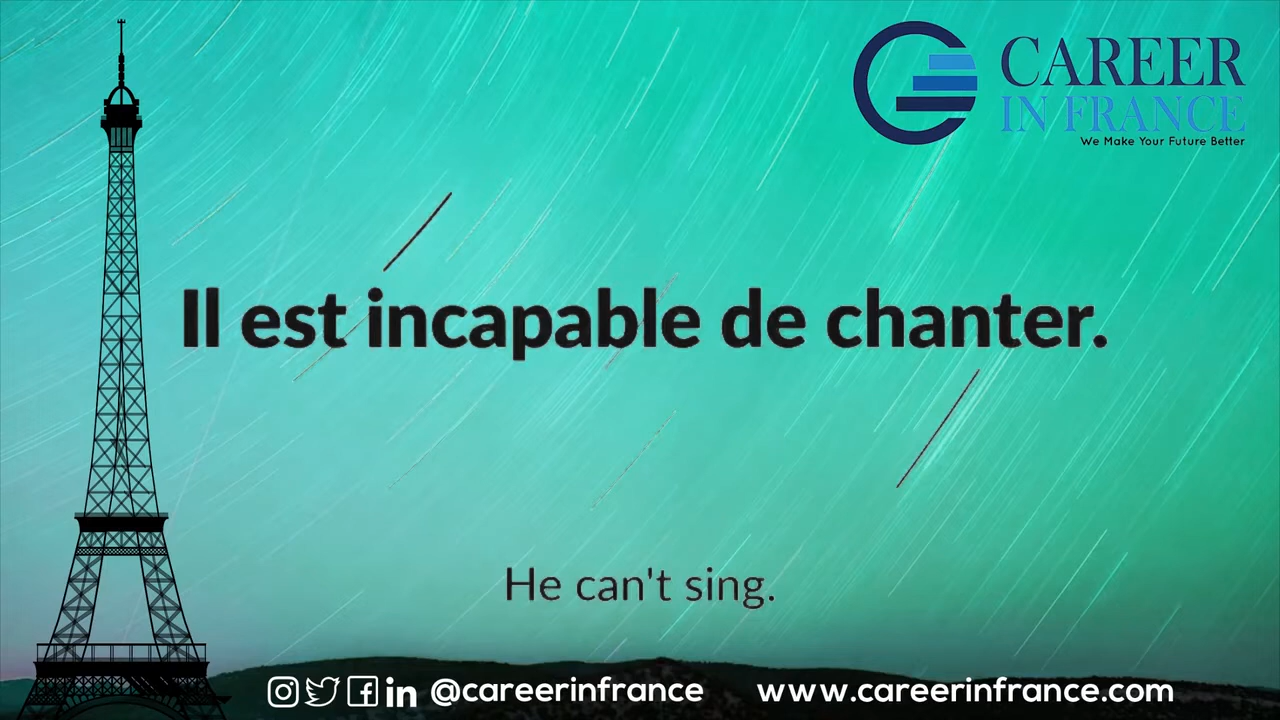 CAREER
IN FRANCE
We Make Your Future Better
Il est incapable de chanter.
He can't sing.
@careerinfrance www.careerinfrance.com